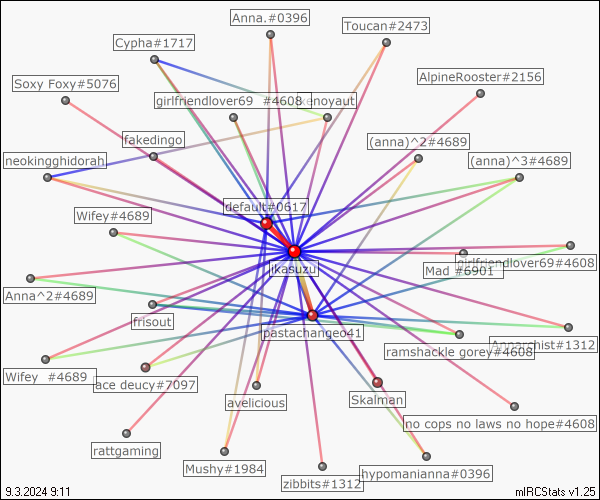 Anna.#0396
Toucan#2473
Cypha#1717
AlpineRooster#2156
Soxy Foxy#5076
girlfriendlover69 #4608
enoyaut
fakedingo
(anna)^2#4689
neokingghidorah
(anna)^3#4689
default#0617
Wifey#4689
jkasuzu
girlfriendlover69#4608
Mad #6901
Anna^2#4689
frisout
pastachangeo41
Annarchist#1312
ramshackle gorey#4608
Wifey #4689
ace deucy#7097
avelicious
Skalman
no cops no laws no hope#4608
rattgaming
Mushy#1984
zibbits#1312
hypomanianna#0396
9.3.2024 9:11
mIRCStats v1.25